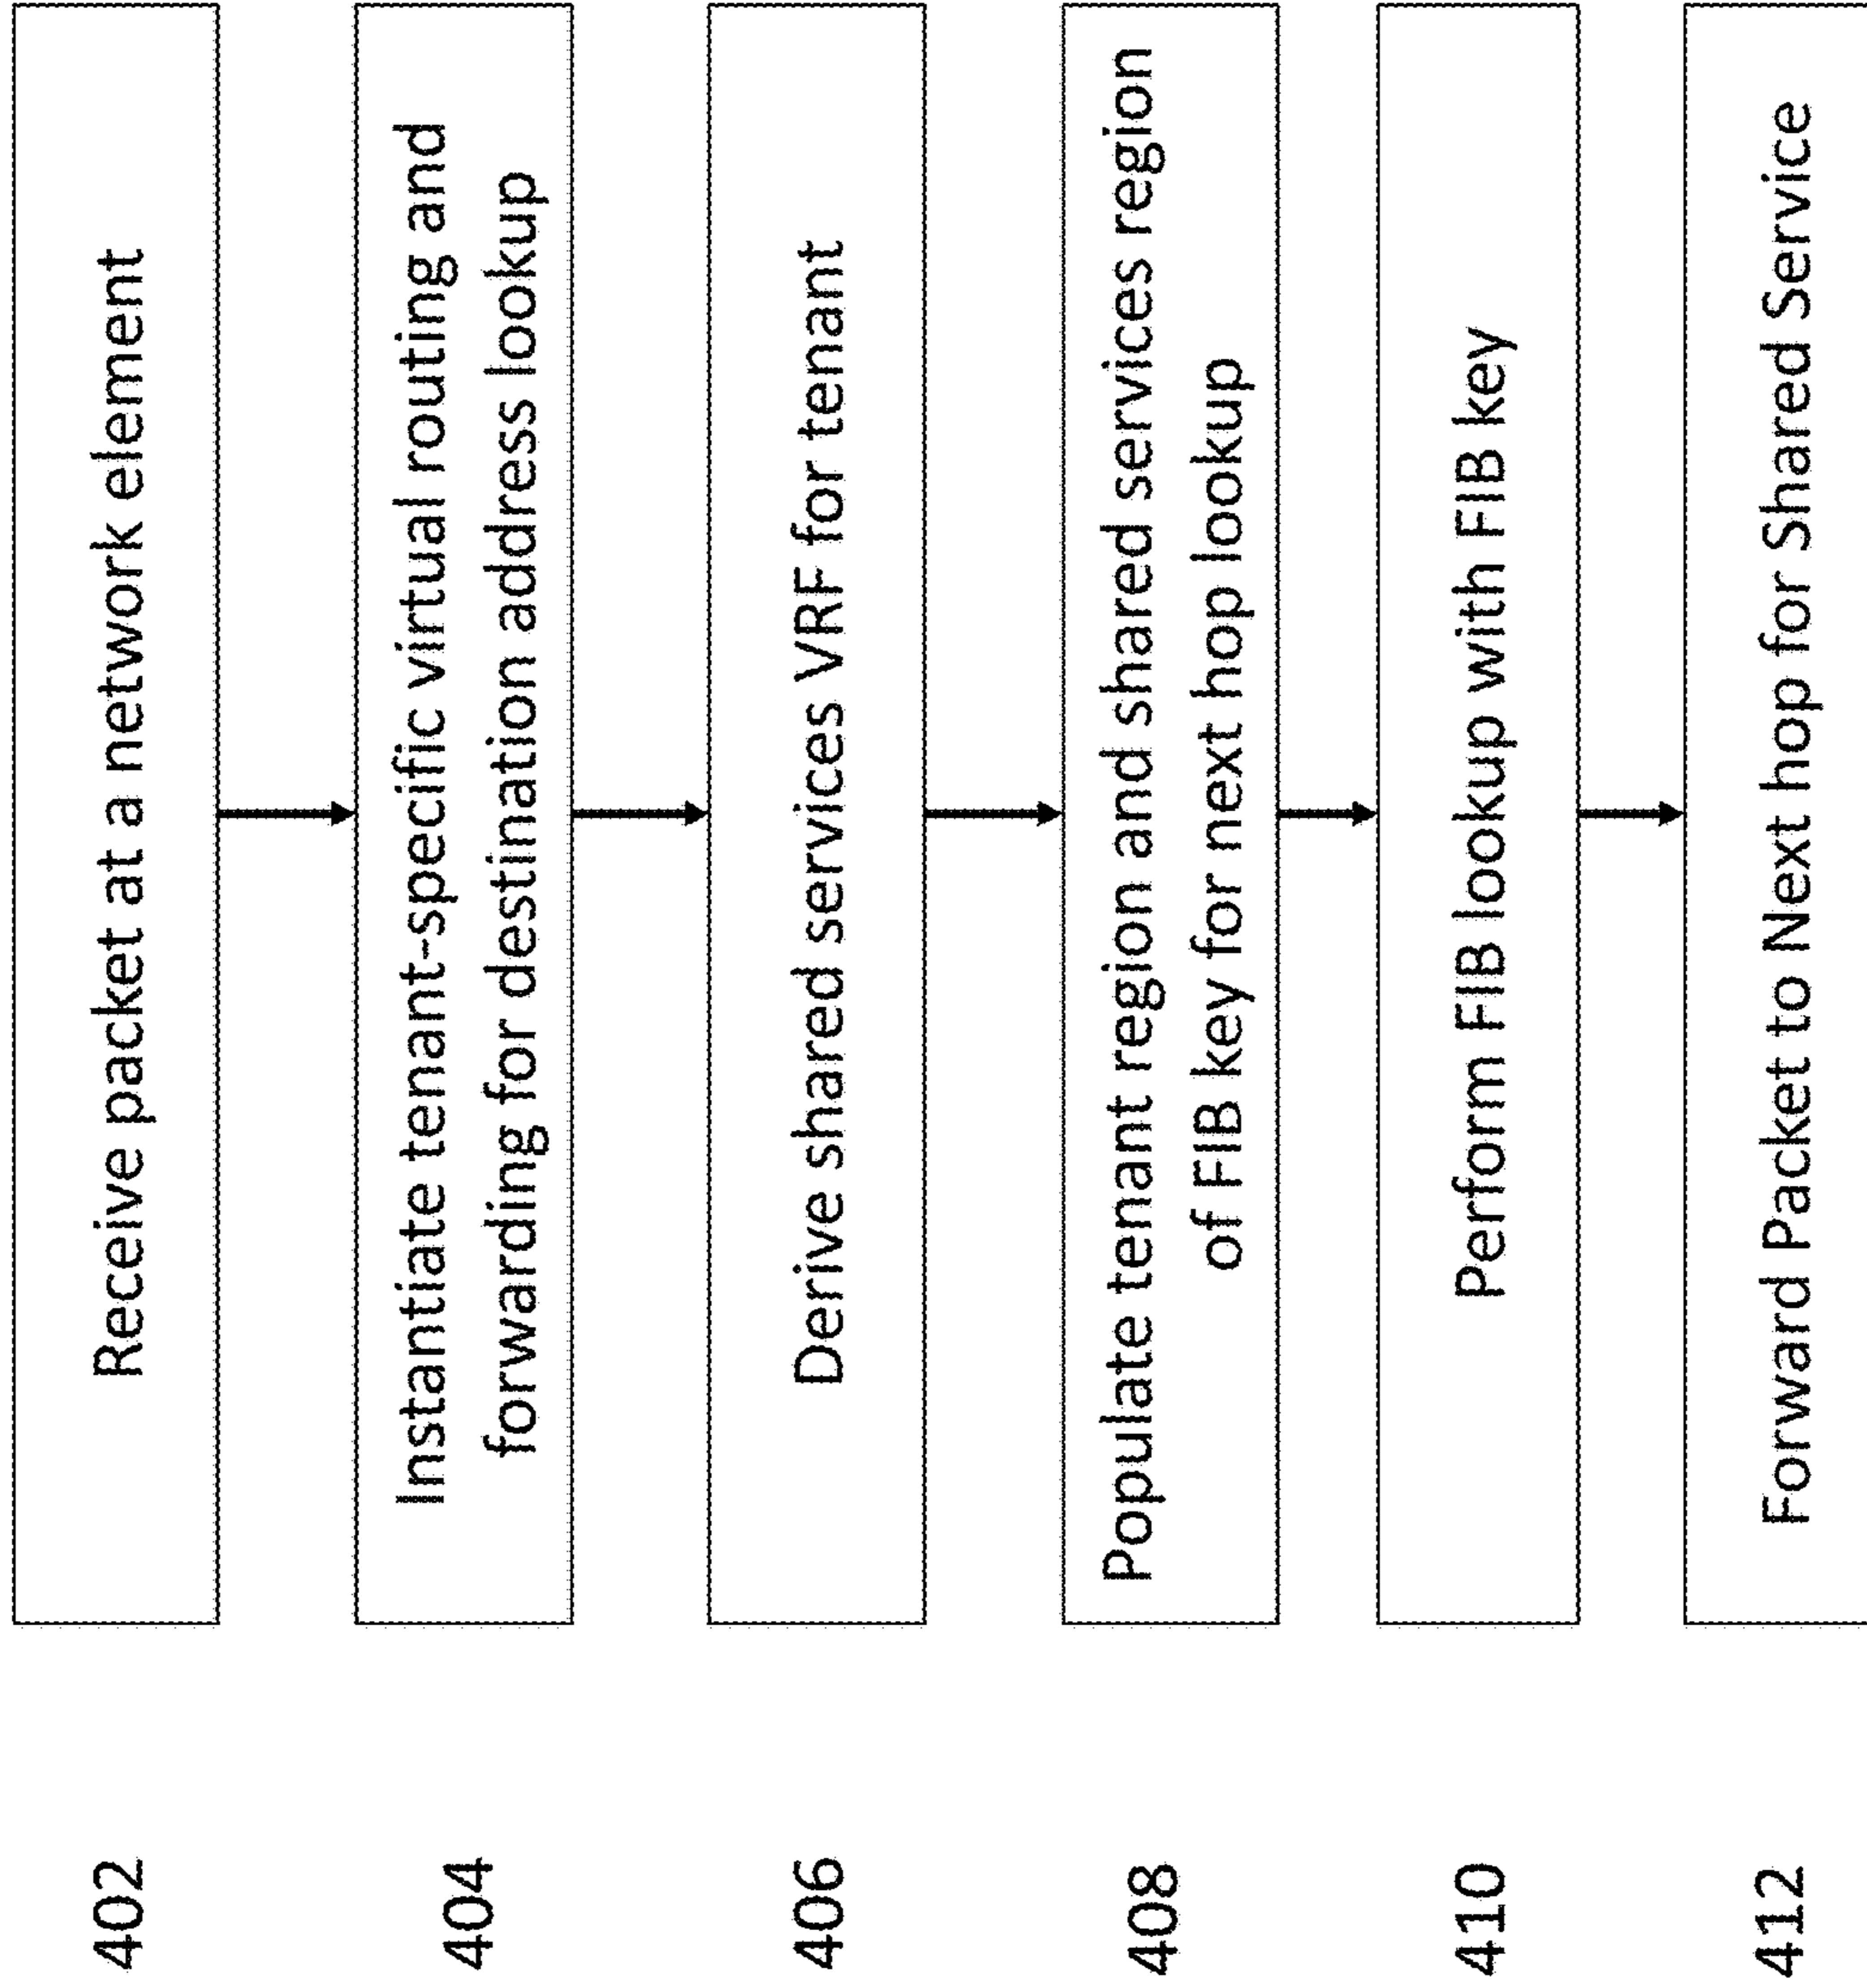 402
Receive packet at a network element
404
Instantiate tenant-specific virtual routing and
forwarding for destination address lookup
406
Derive shared services VRF for tenant
408
Populate tenant region and shared services region
of FIB key for next hop lookup
410
Perform FIB lookup with FIB key
412
Forward Packet to Next hop for Shared Service